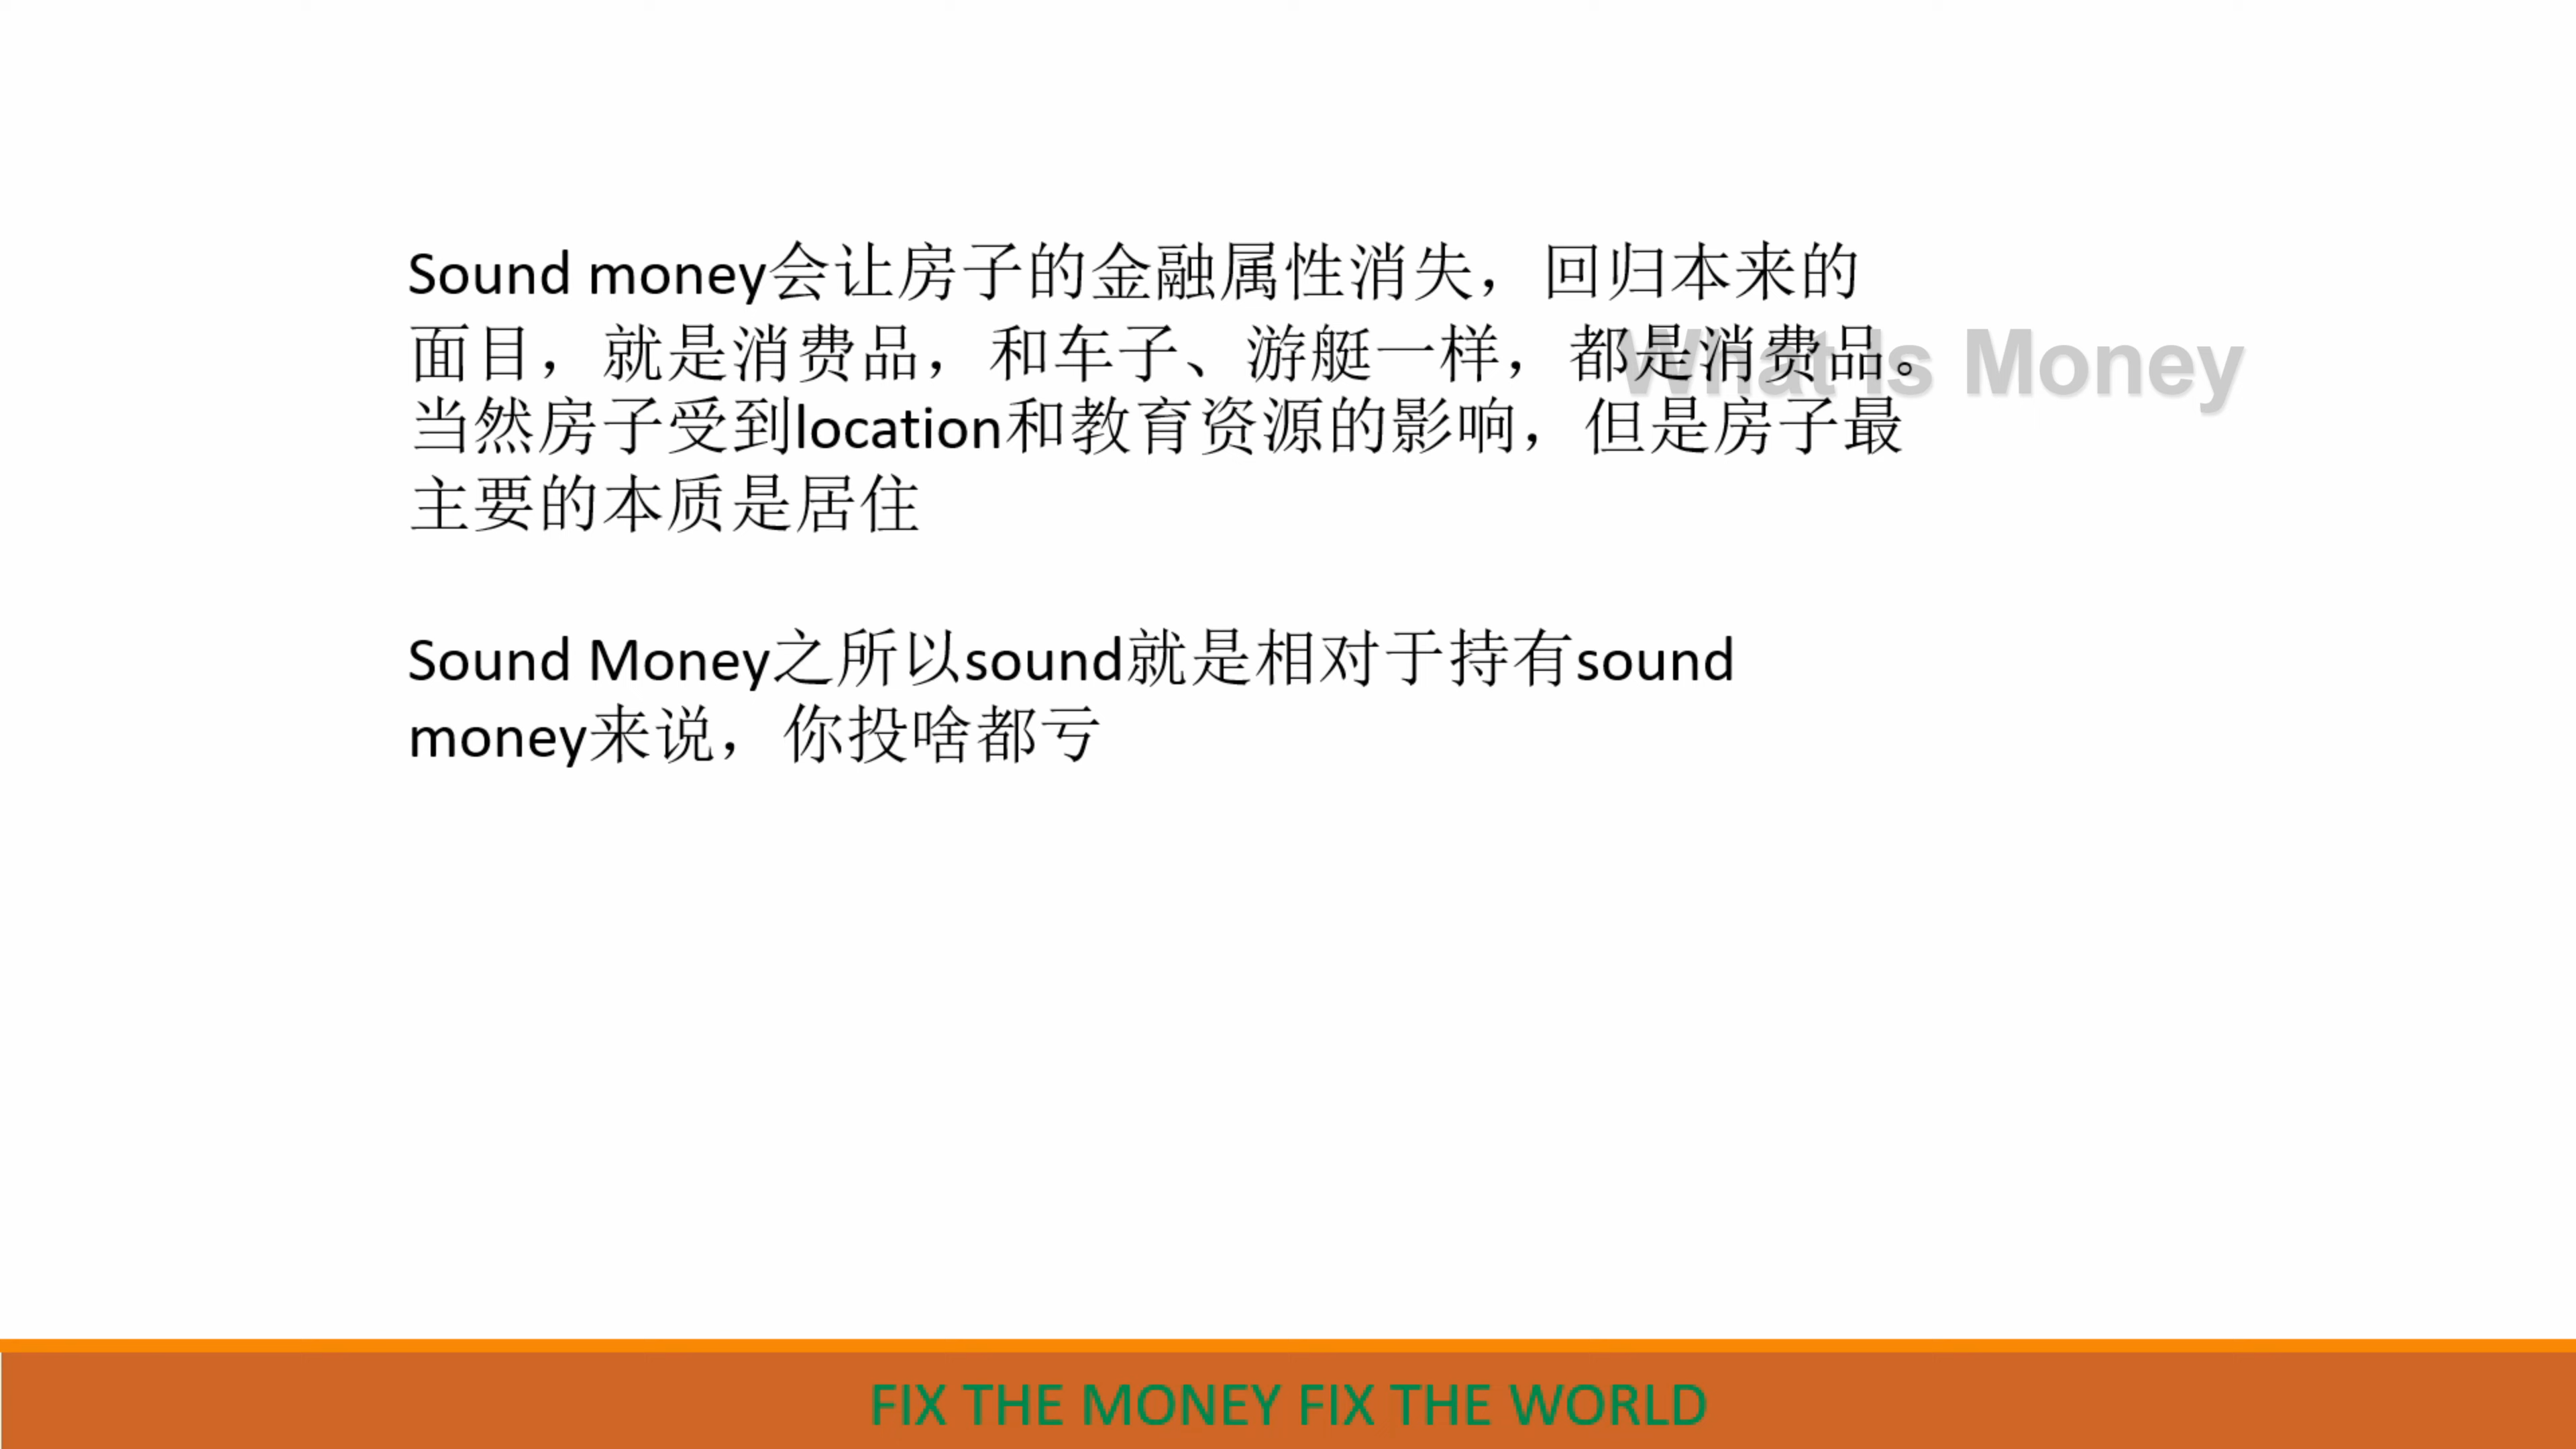 Sound money会让房子的金融属性消失，回归本来的
面目，就是消费品，和车子、游艇一样，都是消费品。
What Is Money
当然房子受到location和教育资源的影响，但是房子最
主要的本质是居住
Sound Money之所以sound就是相对于持有sound
money来说，你投啥都亏
FIX THE MONEY FIX THE WORLD